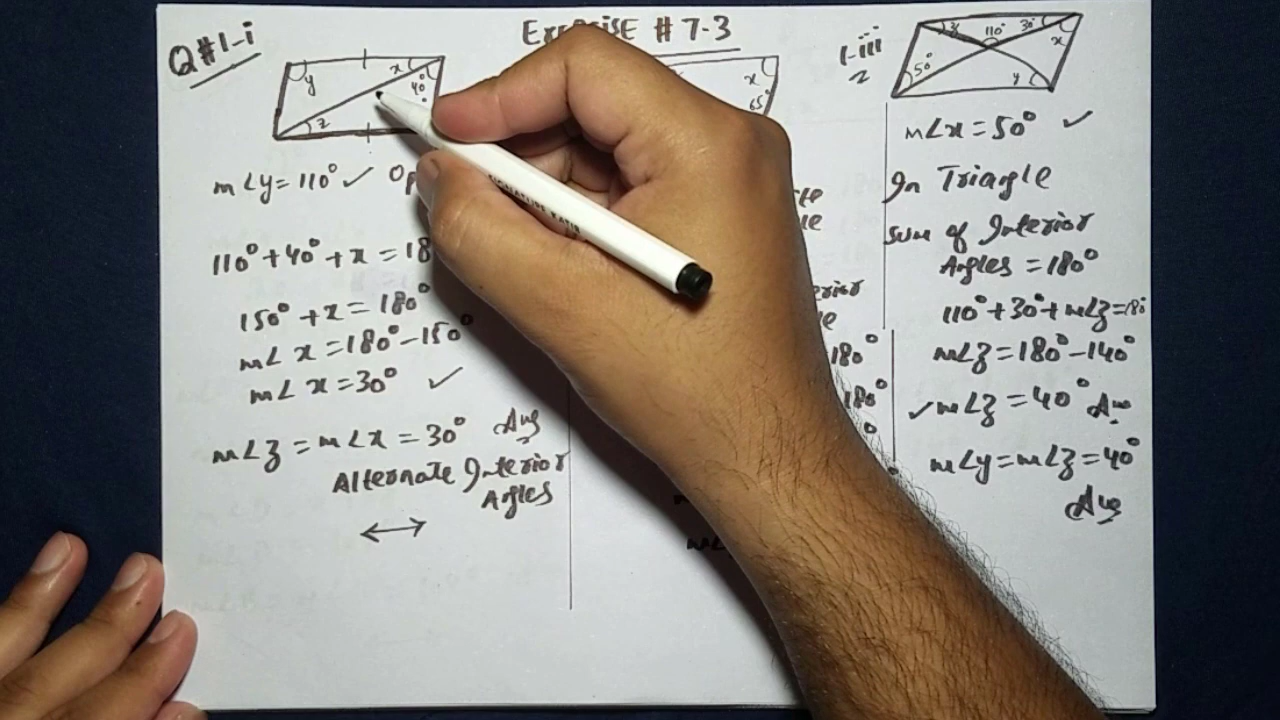 Exercise # 7-3
Q#1-i
y
x
40°
z
m∠y=110° ✓
110°+40°+x=18
150°+x=180°
m∠x=180°-150°
m∠x=30° ✓
m∠z=m∠x=30° Ans
Alternate Interior
Angles
x
65°
180°
180°
1-iii
z
110°
30°
x
50°
y
m∠x=50° ✓
In Triangle
Sum of Interior
Angles=180°
110°+30°+m∠z=180
m∠z=180°-140°
✓m∠z=40° Ans
m∠y=m∠z=40°
Ans